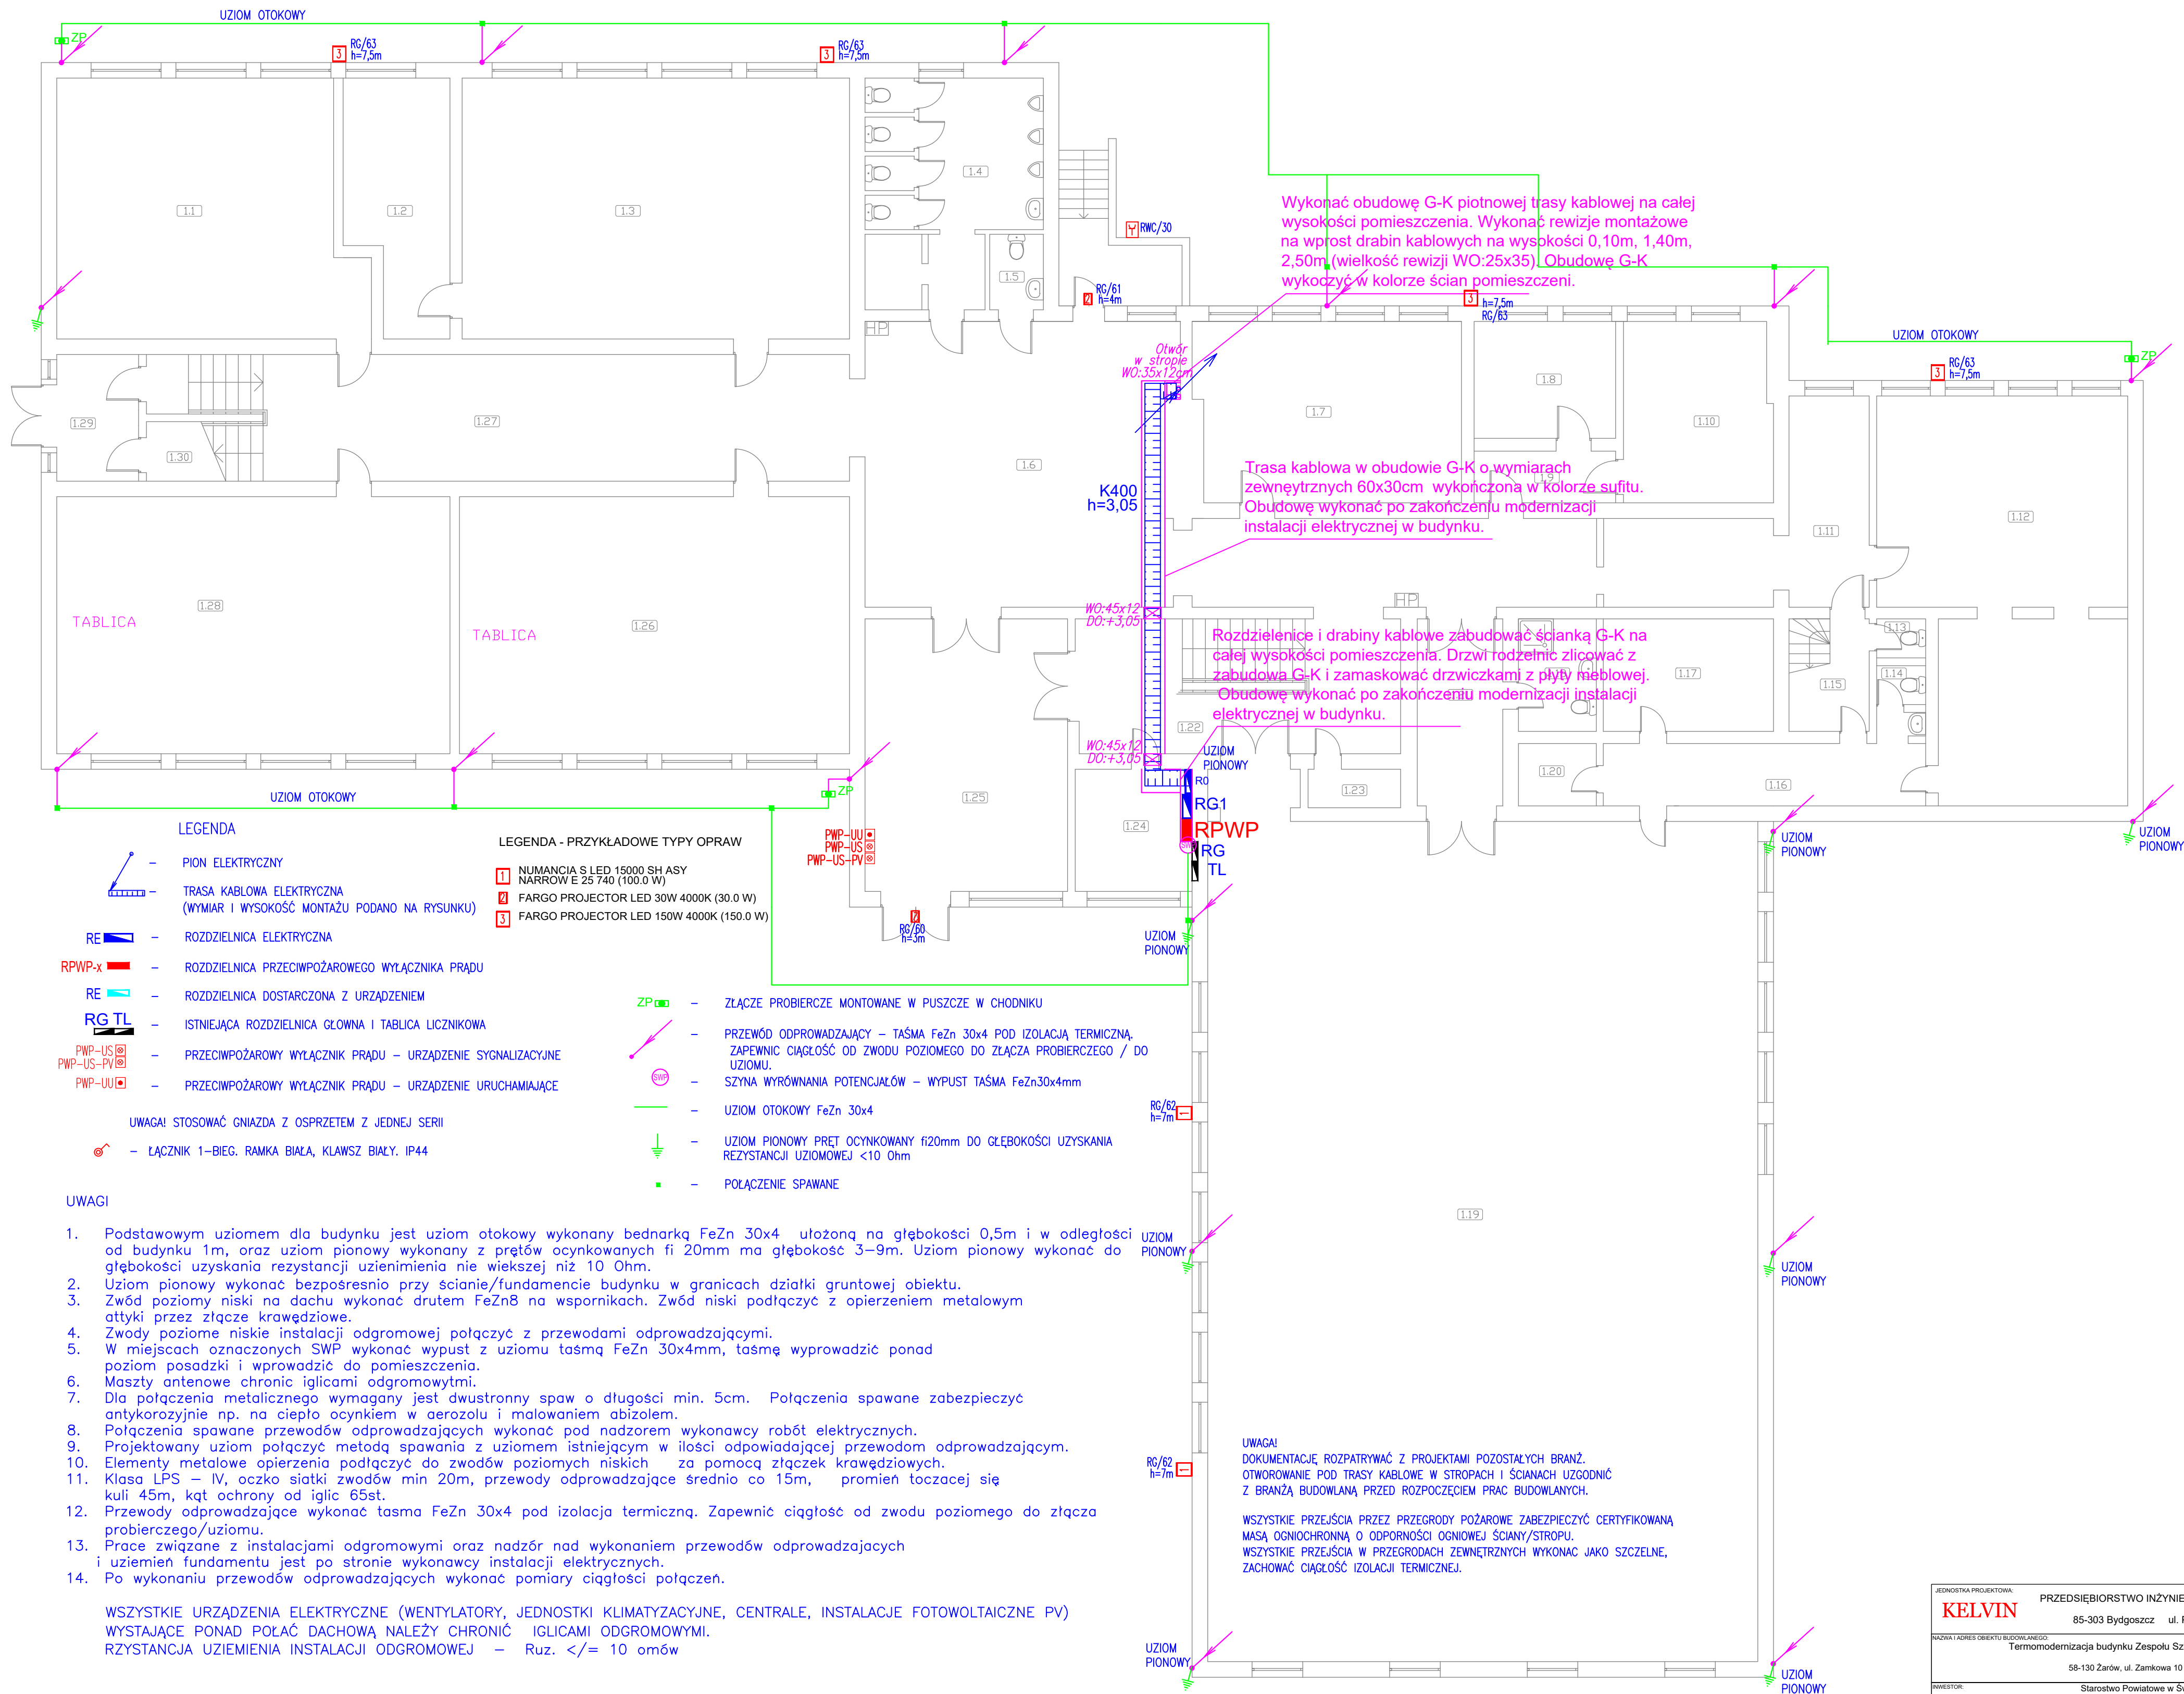 UZIOM OTOKOWY
ZP
RG/63
h=7,5m
3
RG/63
h=7,5m
3
1.1
1.2
1.3
1.4
1.5
RWC/30
RG/61
h=4m
2
HP
Wykonać obudowę G-K piotnowej trasy kablowej na całej
wysokości pomieszczenia. Wykonać rewizje montażowe
na wprost drabin kablowych na wysokości 0,10m, 1,40m,
2,50m (wielkość rewizji WO:25x35). Obudowę G-K
wykoczyć w kolorze ścian pomieszczeni.
3
h=7,5m
RG/63
UZIOM OTOKOWY
ZP
3
RG/63
h=7,5m
Otwór
w stropie
WO:35x12cm
1.29
1.30
1.27
1.6
1.7
1.8
1.9
1.10
1.11
1.12
K400
h=3,05
Trasa kablowa w obudowie G-K o wymiarach
zewnęytrznych 60x30cm wykończona w kolorze sufitu.
Obudowę wykonać po zakończeniu modernizacji
instalacji elektrycznej w budynku.
1.28
TABLICA
1.26
TABLICA
WO:45x12
DO:+3,05
HP
Rozdzielenice i drabiny kablowe zabudować ścianką G-K na
całej wysokości pomieszczenia. Drzwi rodzelnic zlicować z
zabudowa G-K i zamaskować drzwiczkami z płyty meblowej.
Obudowę wykonać po zakończeniu modernizacji instalacji
elektrycznej w budynku.
1.13
1.14
1.15
1.17
1.22
WO:45x12
DO:+3,05
UZIOM
PIONOWY
R0
RG1
RPWP
RG
TL
1.20
1.16
1.23
1.24
1.25
UZIOM OTOKOWY
ZP
PWP-UU
PWP-US
PWP-US-PV
2
RG/60
h=3m
UZIOM
PIONOWY
UZIOM
PIONOWY
UZIOM
PIONOWY
LEGENDA
– PION ELEKTRYCZNY
– TRASA KABLOWA ELEKTRYCZNA
(WYMIAR I WYSOKOŚĆ MONTAŻU PODANO NA RYSUNKU)
RE – ROZDZIELNICA ELEKTRYCZNA
RPWP-x – ROZDZIELNICA PRZECIWPOŻAROWEGO WYŁĄCZNIKA PRĄDU
RE – ROZDZIELNICA DOSTARCZONA Z URZĄDZENIEM
RG TL – ISTNIEJĄCA ROZDZIELNICA GŁOWNA I TABLICA LICZNIKOWA
PWP-US
PWP-US-PV – PRZECIWPOŻAROWY WYŁĄCZNIK PRĄDU – URZĄDZENIE SYGNALIZACYJNE
PWP-UU – PRZECIWPOŻAROWY WYŁĄCZNIK PRĄDU – URZĄDZENIE URUCHAMIAJĄCE
UWAGA! STOSOWAĆ GNIAZDA Z OSPRZETEM Z JEDNEJ SERII
– ŁĄCZNIK 1–BIEG. RAMKA BIAŁA, KLAWSZ BIAŁY. IP44
LEGENDA - PRZYKŁADOWE TYPY OPRAW
1 NUMANCIA S LED 15000 SH ASY
NARROW E 25 740 (100.0 W)
2 FARGO PROJECTOR LED 30W 4000K (30.0 W)
3 FARGO PROJECTOR LED 150W 4000K (150.0 W)
ZP – ZŁĄCZE PROBIERCZE MONTOWANE W PUSZCZE W CHODNIKU
– PRZEWÓD ODPROWADZAJĄCY – TAŚMA FeZn 30x4 POD IZOLACJĄ TERMICZNĄ.
ZAPEWNIC CIĄGŁOŚĆ OD ZWODU POZIOMEGO DO ZŁĄCZA PROBIERCZEGO / DO
UZIOMU.
SWP – SZYNA WYRÓWNANIA POTENCJAŁÓW – WYPUST TAŚMA FeZn30x4mm
– UZIOM OTOKOWY FeZn 30x4
– UZIOM PIONOWY PRĘT OCYNKOWANY fi20mm DO GŁĘBOKOŚCI UZYSKANIA
REZYSTANCJI UZIOMOWEJ <10 Ohm
– POŁĄCZENIE SPAWANE
RG/62
h=7m
1
1.19
UZIOM
PIONOWY
UZIOM
PIONOWY
RG/62
h=7m
1
UZIOM
PIONOWY
UZIOM
PIONOWY
UWAGI
1. Podstawowym uziomem dla budynku jest uziom otokowy wykonany bednarką FeZn 30x4 ułożoną na głębokości 0,5m i w odległości
od budynku 1m, oraz uziom pionowy wykonany z prętów ocynkowanych fi 20mm ma głębokość 3–9m. Uziom pionowy wykonać do
głębokości uzyskania rezystancji uzienimienia nie wiekszej niż 10 Ohm.
2. Uziom pionowy wykonać bezpośresnio przy ścianie/fundamencie budynku w granicach działki gruntowej obiektu.
3. Zwód poziomy niski na dachu wykonać drutem FeZn8 na wspornikach. Zwód niski podłączyć z opierzeniem metalowym
attyki przez złącze krawędziowe.
4. Zwody poziome niskie instalacji odgromowej połączyć z przewodami odprowadzającymi.
5. W miejscach oznaczonych SWP wykonać wypust z uziomu taśmą FeZn 30x4mm, taśmę wyprowadzić ponad
poziom posadzki i wprowadzić do pomieszczenia.
6. Maszty antenowe chronic iglicami odgromowytmi.
7. Dla połączenia metalicznego wymagany jest dwustronny spaw o długości min. 5cm. Połączenia spawane zabezpieczyć
antykorozyjnie np. na ciepło ocynkiem w aerozolu i malowaniem abizolem.
8. Połączenia spawane przewodów odprowadzających wykonać pod nadzorem wykonawcy robót elektrycznych.
9. Projektowany uziom połączyć metodą spawania z uziomem istniejącym w ilości odpowiadającej przewodom odprowadzającym.
10. Elementy metalowe opierzenia podłączyć do zwodów poziomych niskich za pomocą złączek krawędziowych.
11. Klasa LPS – IV, oczko siatki zwodów min 20m, przewody odprowadzające średnio co 15m, promień toczacej się
kuli 45m, kąt ochrony od iglic 65st.
12. Przewody odprowadzające wykonać tasma FeZn 30x4 pod izolacja termiczną. Zapewnić ciągłość od zwodu poziomego do złącza
probierczego/uziomu.
13. Prace związane z instalacjami odgromowymi oraz nadzór nad wykonaniem przewodów odprowadzajacych
i uziemień fundamentu jest po stronie wykonawcy instalacji elektrycznych.
14. Po wykonaniu przewodów odprowadzających wykonać pomiary ciągłości połączeń.
WSZYSTKIE URZĄDZENIA ELEKTRYCZNE (WENTYLATORY, JEDNOSTKI KLIMATYZACYJNE, CENTRALE, INSTALACJE FOTOWOLTAICZNE PV)
WYSTAJĄCE PONAD POŁAĆ DACHOWĄ NALEŻY CHRONIĆ IGLICAMI ODGROMOWYMI.
RZYSTANCJA UZIEMIENIA INSTALACJI ODGROMOWEJ – Ruz. </= 10 omów
UWAGA!
DOKUMENTACJĘ ROZPATRYWAĆ Z PROJEKTAMI POZOSTAŁYCH BRANŻ.
OTWOROWANIE POD TRASY KABLOWE W STROPACH I ŚCIANACH UZGODNIĆ
Z BRANŻĄ BUDOWLANĄ PRZED ROZPOCZĘCIEM PRAC BUDOWLANYCH.
WSZYSTKIE PRZEJŚCIA PRZEZ PRZEGRODY POŻAROWE ZABEZPIECZYĆ CERTYFIKOWANĄ
MASĄ OGNIOCHRONNĄ O ODPORNOŚCI OGNIOWEJ ŚCIANY/STROPU.
WSZYSTKIE PRZEJŚCIA W PRZEGRODACH ZEWNĘTRZNYCH WYKONAC JAKO SZCZELNE,
ZACHOWAĆ CIĄGŁOŚĆ IZOLACJI TERMICZNEJ.
UZIOM
PIONOWY
JEDNOSTKA PROJEKTOWA:
KELVIN
PRZEDSIĘBIORSTWO INŻYNIE
85-303 Bydgoszcz ul.
NAZWA I ADRES OBIEKTU BUDOWLANEGO:
Termomodernizacja budynku Zespołu Sz
58-130 Żarów, ul. Zamkowa 10
INWESTOR:
Starostwo Powiatowe w